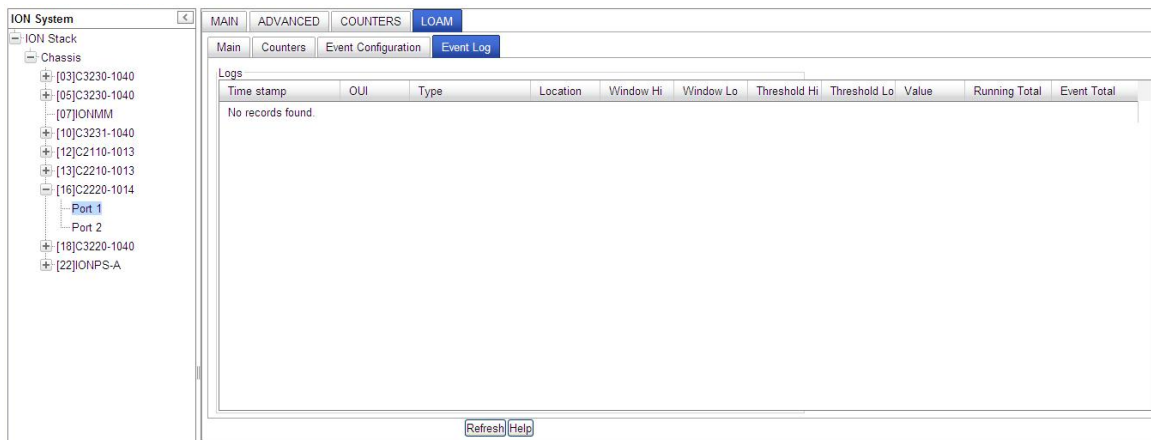 ION System
ION Stack
Chassis
[03]C3230-1040
[05]C3230-1040
[07]IONMM
[10]C3231-1040
[12]C2110-1013
[13]C2210-1013
[16]C2220-1014
Port 1
Port 2
[18]C3220-1040
[22]IONPS-A
MAIN ADVANCED COUNTERS LOAM
Main Counters Event Configuration Event Log
Logs
Time stamp OUI Type Location Window Hi Window Lo Threshold Hi Threshold Lo Value Running Total Event Total
No records found.
Refresh Help